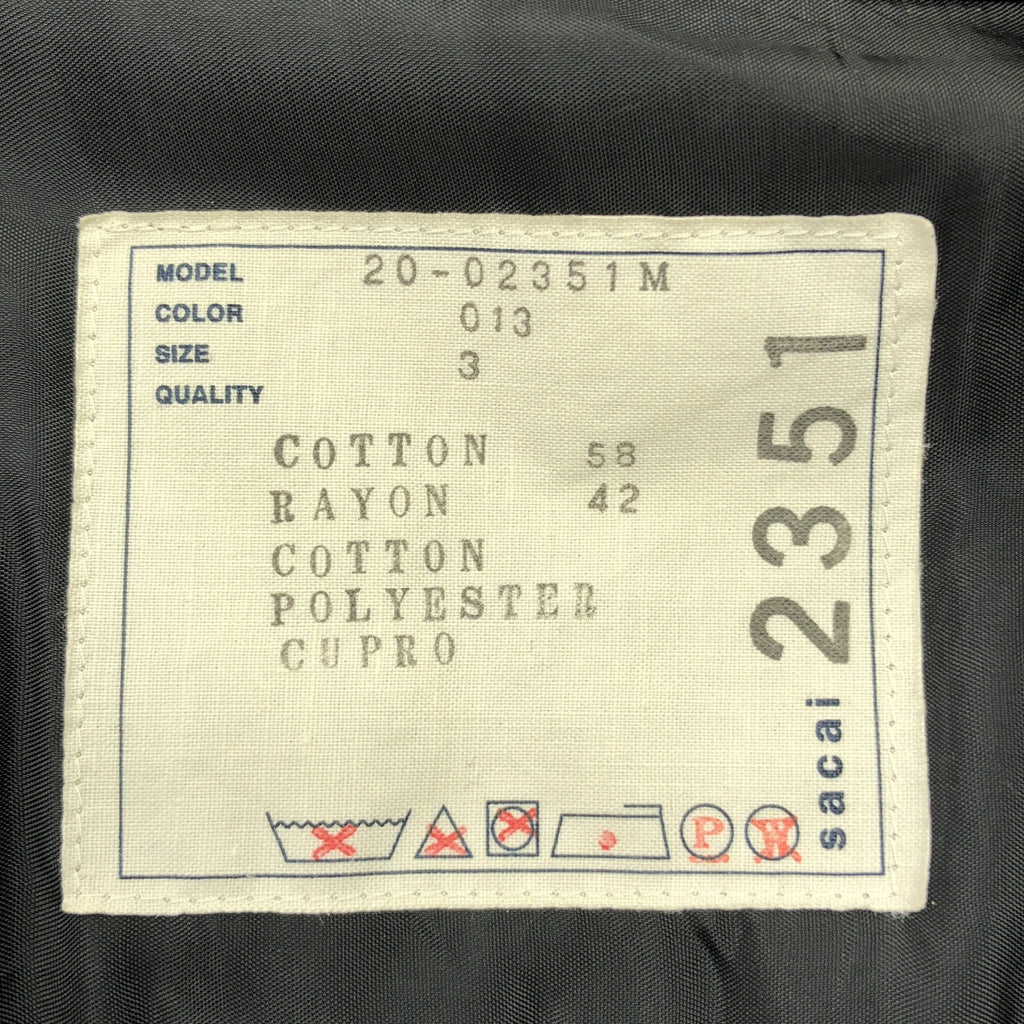 MODEL 20-02351M
COLOR 013
SIZE 3
QUALITY
COTTON 58
RAYON 42
COTTON
POLYESTER
CUPRO
P W
sacai 2351